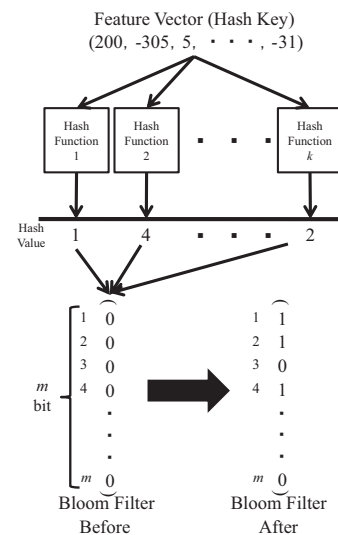 Feature Vector (Hash Key)
(200, -305, 5, · · · , -31)
Hash Function 1
Hash Function 2
· · ·
Hash Function k
Hash Value
1 4 · · · 2
1 0 1 1
2 0 2 1
3 0 3 0
4 0 4 1
m bit
· ·
· ·
· ·
m 0 m 0
Bloom Filter Before
Bloom Filter After